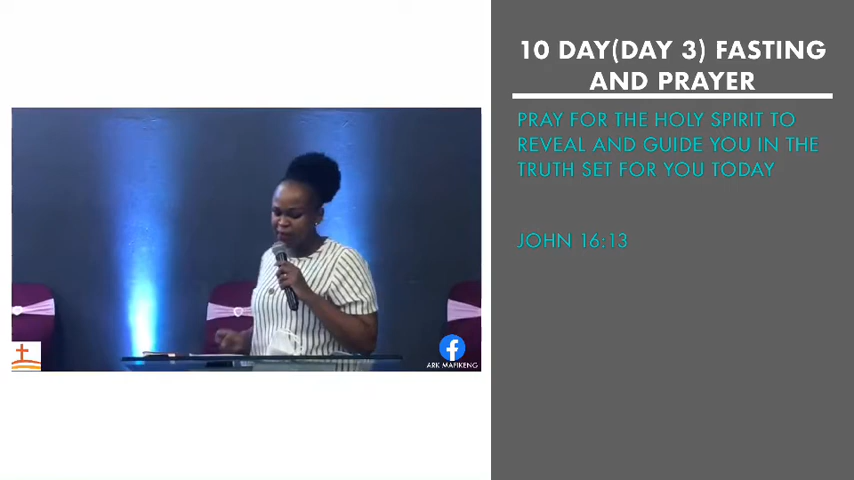 10 DAY(DAY 3) FASTING
AND PRAYER
PRAY FOR THE HOLY SPIRIT TO
REVEAL AND GUIDE YOU IN THE
TRUTH SET FOR YOU TODAY
JOHN 16:13
ARK MAFIKENG